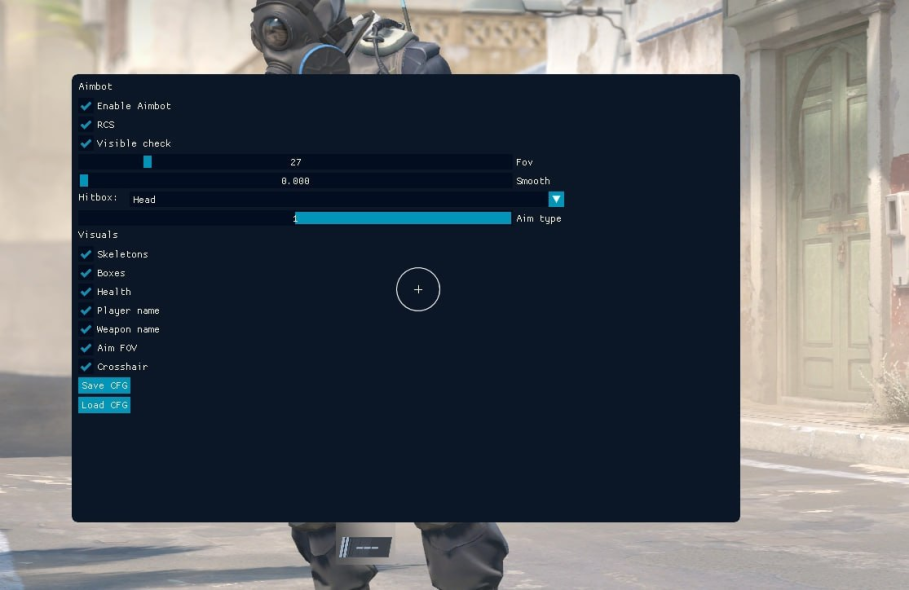 Aimbot
Enable Aimbot
RCS
Visible check
27 Fov
0.000 Smooth
Hitbox: Head
1 Aim type
Visuals
Skeletons
Boxes
Health
Player name
Weapon name
Aim FOV
Crosshair
Save CFG
Load CFG